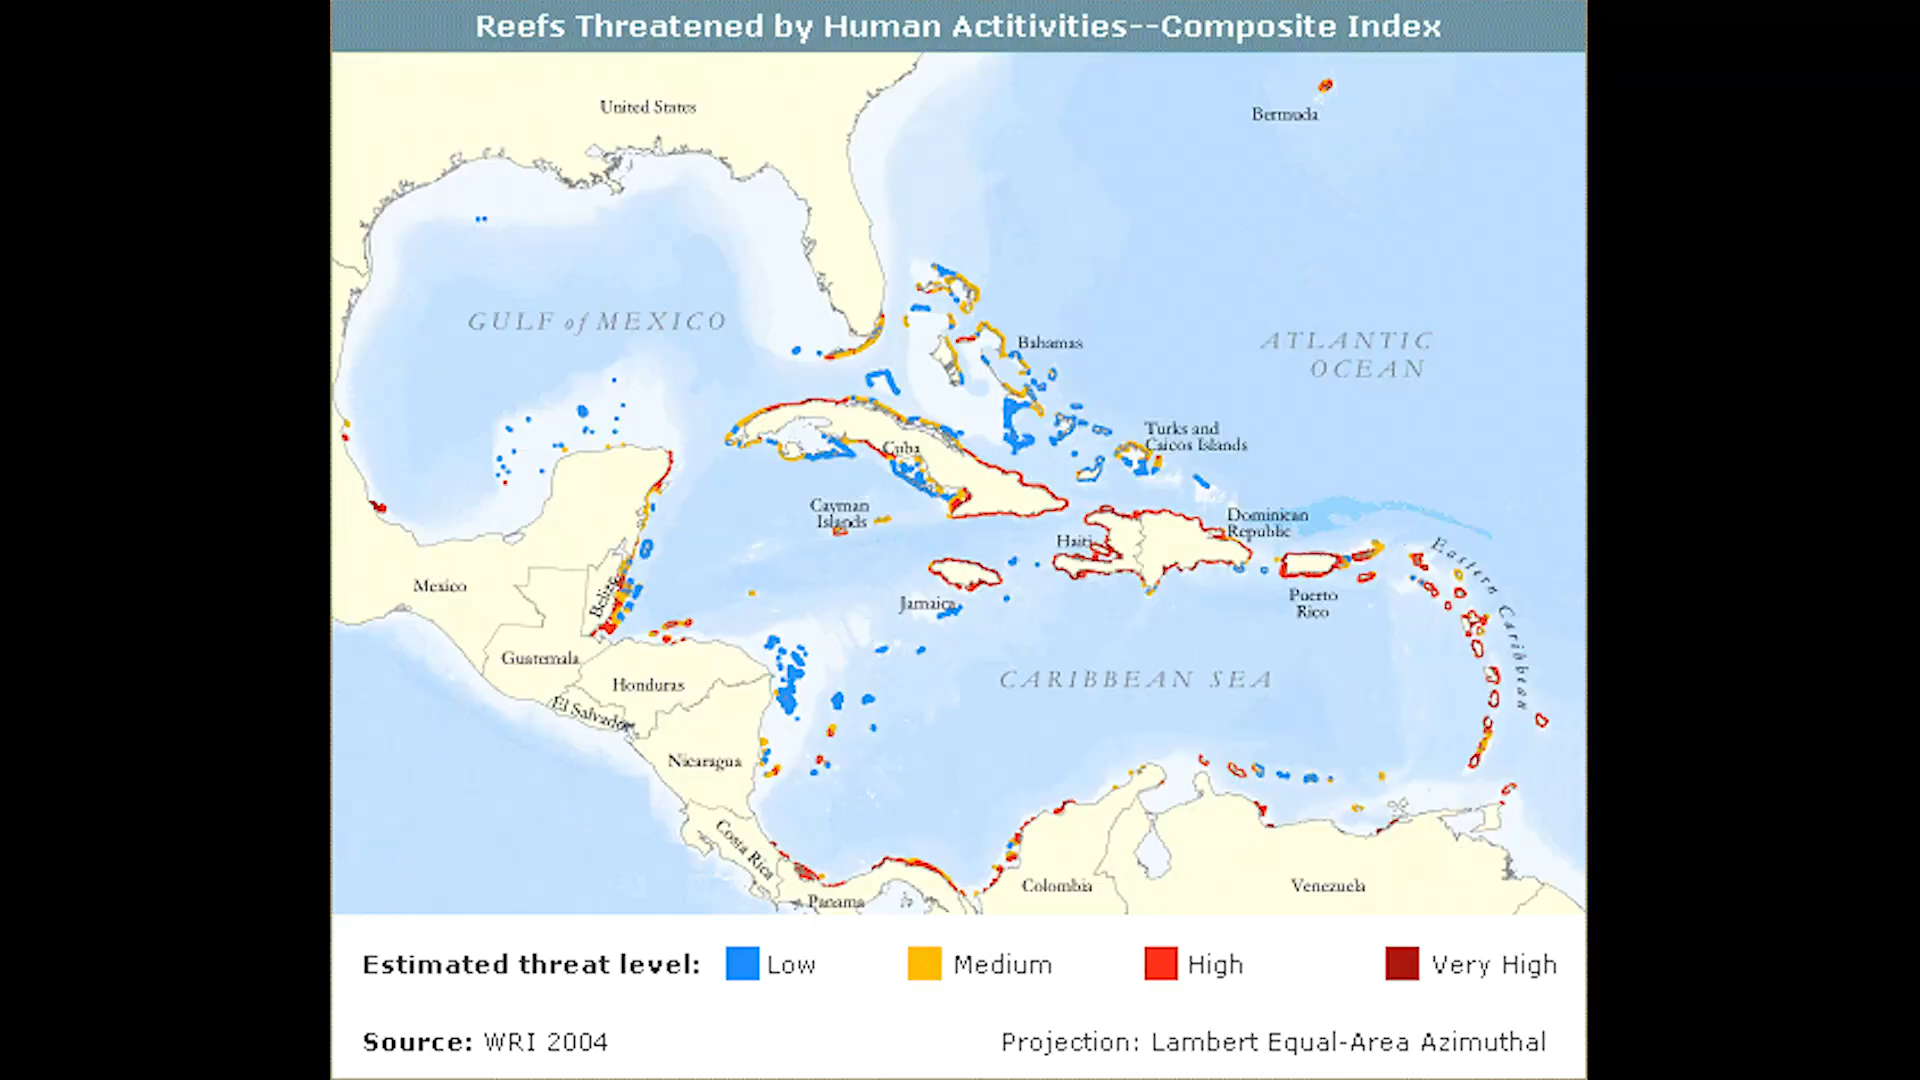 Reefs Threatened by Human Actitivities--Composite Index
United States
Bermuda
GULF of MEXICO
ATLANTIC
OCEAN
Bahamas
Turks and
Caicos Islands
Cuba
Cayman
Islands
Dominican
Republic
Haiti
Eastern Caribbean
Mexico
Belize
Jamaica
Puerto
Rico
Guatemala
Honduras
CARIBBEAN SEA
El Salvador
Nicaragua
Costa Rica
Panama
Colombia
Venezuela
Estimated threat level: Low Medium High Very High
Source: WRI 2004
Projection: Lambert Equal-Area Azimuthal